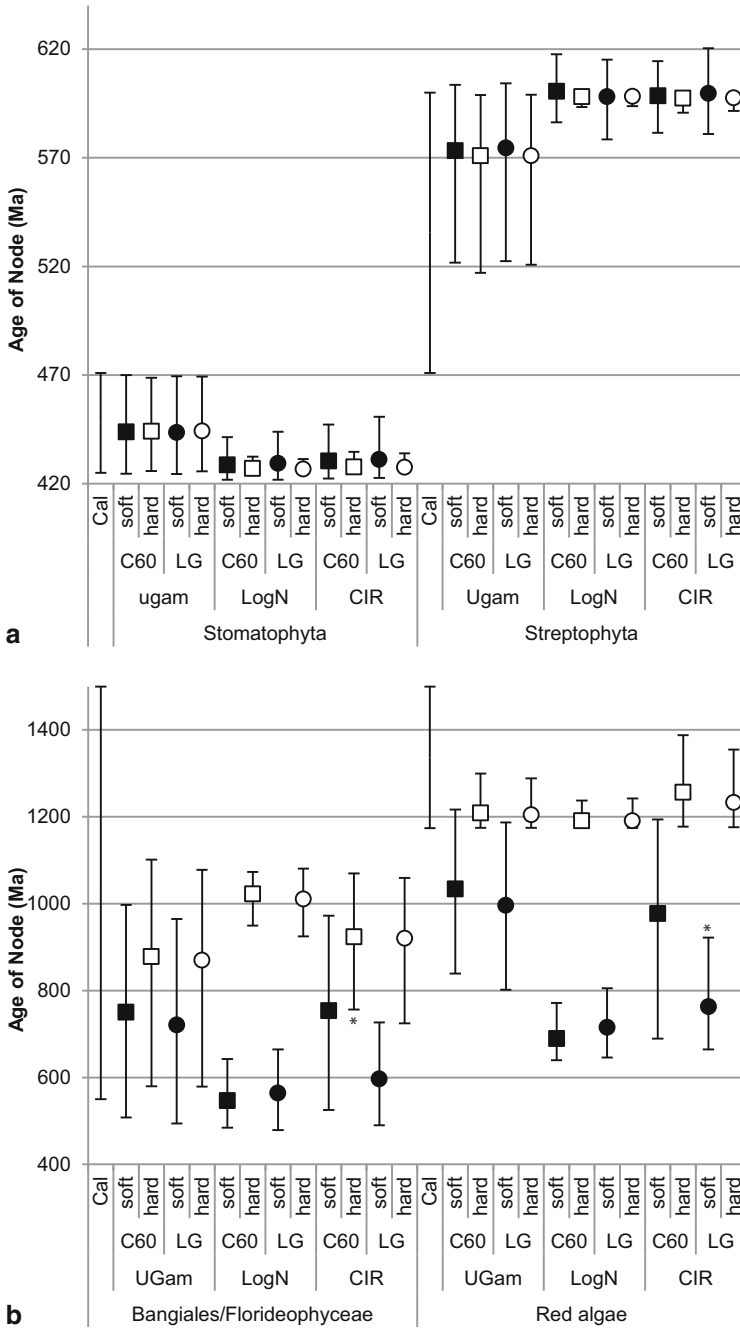 Age of Node (Ma)
620
570
520
470
420
Cal soft hard soft hard soft hard soft hard soft hard soft hard Cal soft hard soft hard soft hard soft hard soft hard soft hard
C60 LG C60 LG C60 LG C60 LG C60 LG C60 LG
ugam LogN CIR Ugam LogN CIR
Stomatophyta Streptophyta
a
Age of Node (Ma)
1400
1200
1000
800
600
400
*
*
Cal soft hard soft hard soft hard soft hard soft hard soft hard Cal soft hard soft hard soft hard soft hard soft hard soft hard
C60 LG C60 LG C60 LG C60 LG C60 LG C60 LG
UGam LogN CIR UGam LogN CIR
Bangiales/Florideophyceae Red algae
b